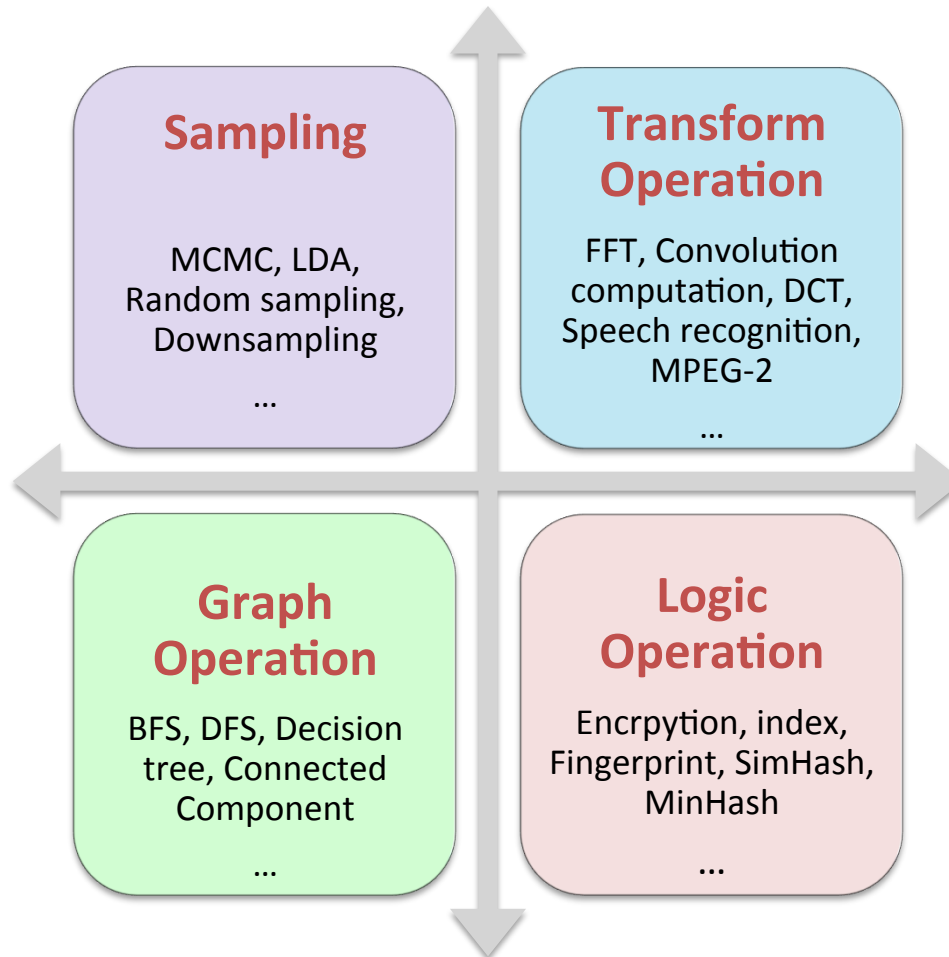 Sampling
MCMC, LDA,
Random sampling,
Downsampling
...
Transform
Operation
FFT, Convolution
computation, DCT,
Speech recognition,
MPEG-2
...
Graph
Operation
BFS, DFS, Decision
tree, Connected
Component
...
Logic
Operation
Encrpytion, index,
Fingerprint, SimHash,
MinHash
...